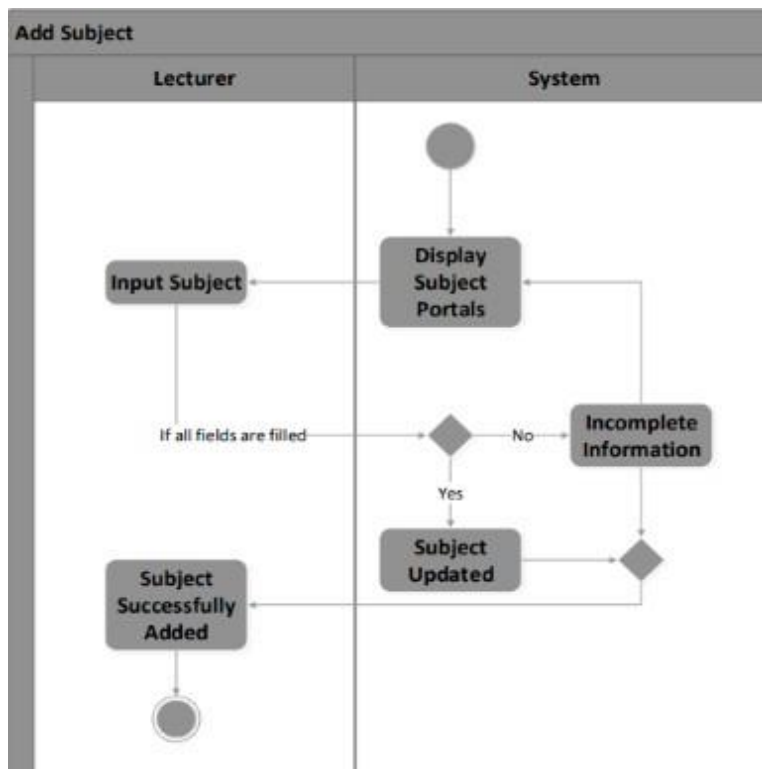 Add Subject
Lecturer
System
Display
Subject
Portals
Input Subject
If all fields are filled
No
Incomplete
Information
Yes
Subject
Updated
Subject
Successfully
Added